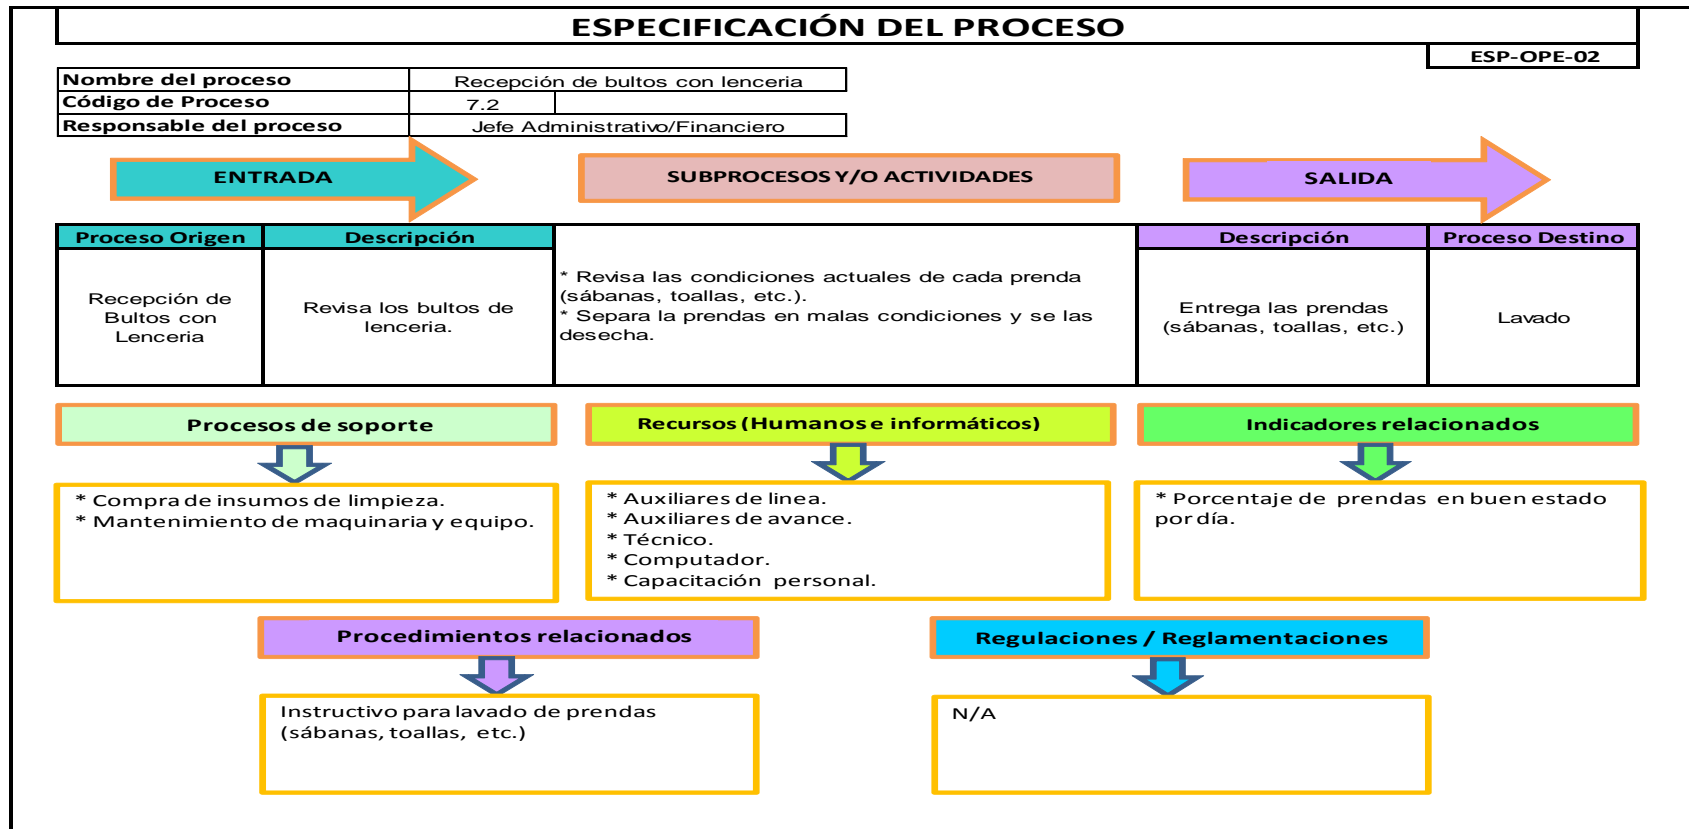 ESPECIFICACIÓN DEL PROCESO
ESP-OPE-02
Nombre del proceso Recepción de bultos con lenceria
Código de Proceso 7.2
Responsable del proceso Jefe Administrativo/Financiero
ENTRADA
SUBPROCESOS Y/O ACTIVIDADES
SALIDA
Proceso Origen
Descripción
Recepción de
Bultos con
Lenceria
Revisa los bultos de
lenceria.
* Revisa las condiciones actuales de cada prenda
(sábanas, toallas, etc.).
* Separa la prendas en malas condiciones y se las
desecha.
Descripción
Proceso Destino
Entrega las prendas
(sábanas, toallas, etc.)
Lavado
Procesos de soporte
* Compra de insumos de limpieza.
* Mantenimiento de maquinaria y equipo.
Recursos (Humanos e informáticos)
* Auxiliares de linea.
* Auxiliares de avance.
* Técnico.
* Computador.
* Capacitación personal.
Indicadores relacionados
* Porcentaje de prendas en buen estado
por día.
Procedimientos relacionados
Instructivo para lavado de prendas
(sábanas, toallas, etc.)
Regulaciones / Reglamentaciones
N/A